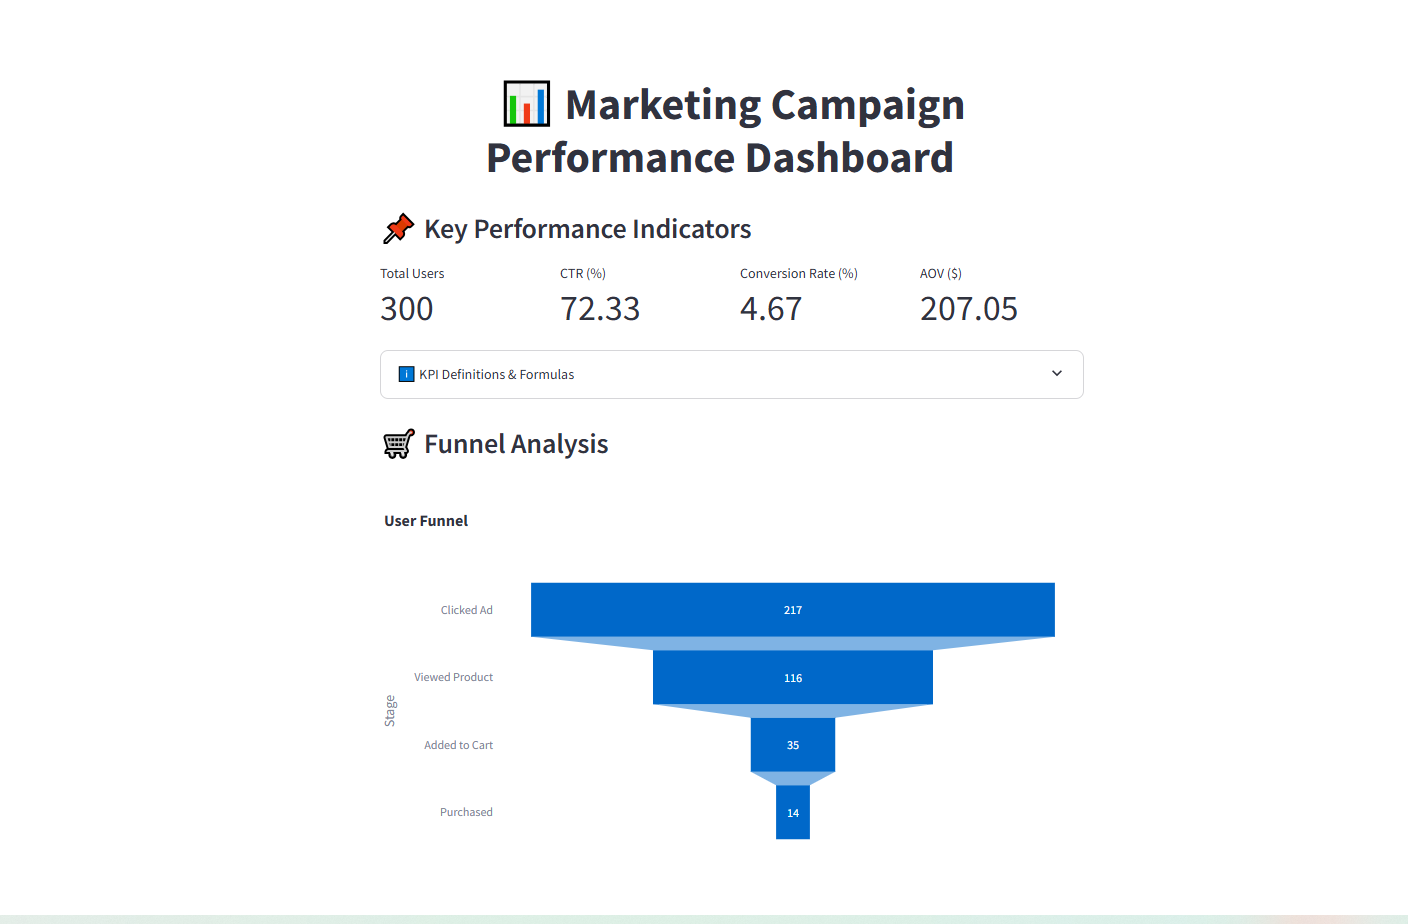 📊 Marketing Campaign
Performance Dashboard
📌 Key Performance Indicators
Total Users
300
CTR (%)
72.33
Conversion Rate (%)
4.67
AOV ($)
207.05
ℹ️ KPI Definitions & Formulas
🛒 Funnel Analysis
User Funnel
Stage
Clicked Ad
217
Viewed Product
116
Added to Cart
35
Purchased
14